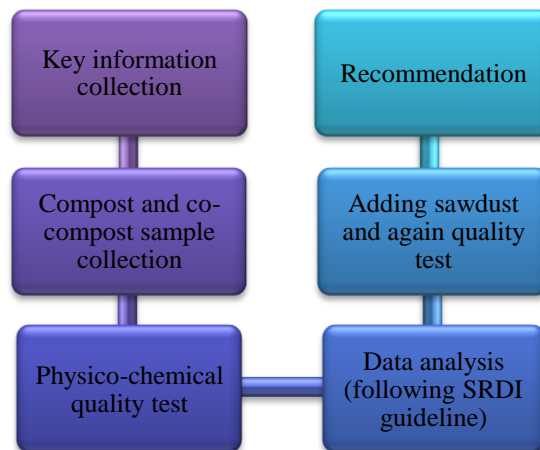 Key information
collection
Compost and co-
compost sample
collection
Physico-chemical
quality test
Data analysis
(following SRDI
guideline)
Adding sawdust
and again quality
test
Recommendation